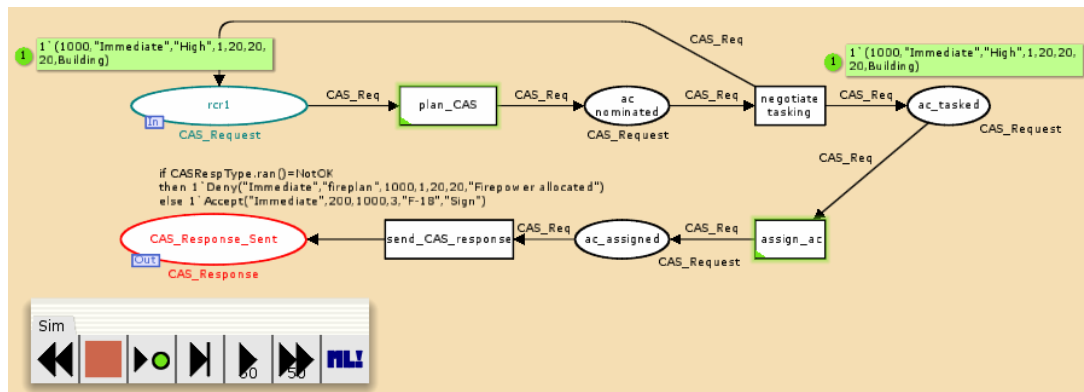 1 1`(1000,"Immediate","High",1,20,20,
20,Building)
CAS_Req
1 1`(1000,"Immediate","High",1,20,20,
20,Building)
rcr1
In
CAS_Request
CAS_Req
plan_CAS
CAS_Req
ac
nominated
CAS_Request
CAS_Req
negotiate
tasking
CAS_Req
ac_tasked
CAS_Request
CAS_Req
if CASRespType.ran()=NotOK
then 1`Deny("Immediate","fireplan",1000,1,20,20,"Firepower allocated")
else 1`Accept("Immediate",200,1000,3,"F-18","Sign")
CAS_Response_Sent
Out
CAS_Response
send_CAS_response
CAS_Req
ac_assigned
CAS_Request
CAS_Req
assign_ac
Sim
50
ML!